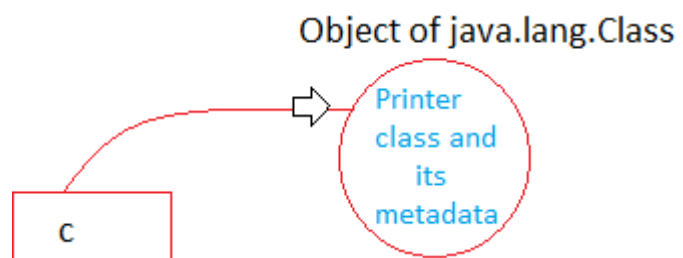 Object of java.lang.Class
Printer
class and
its
metadata
c